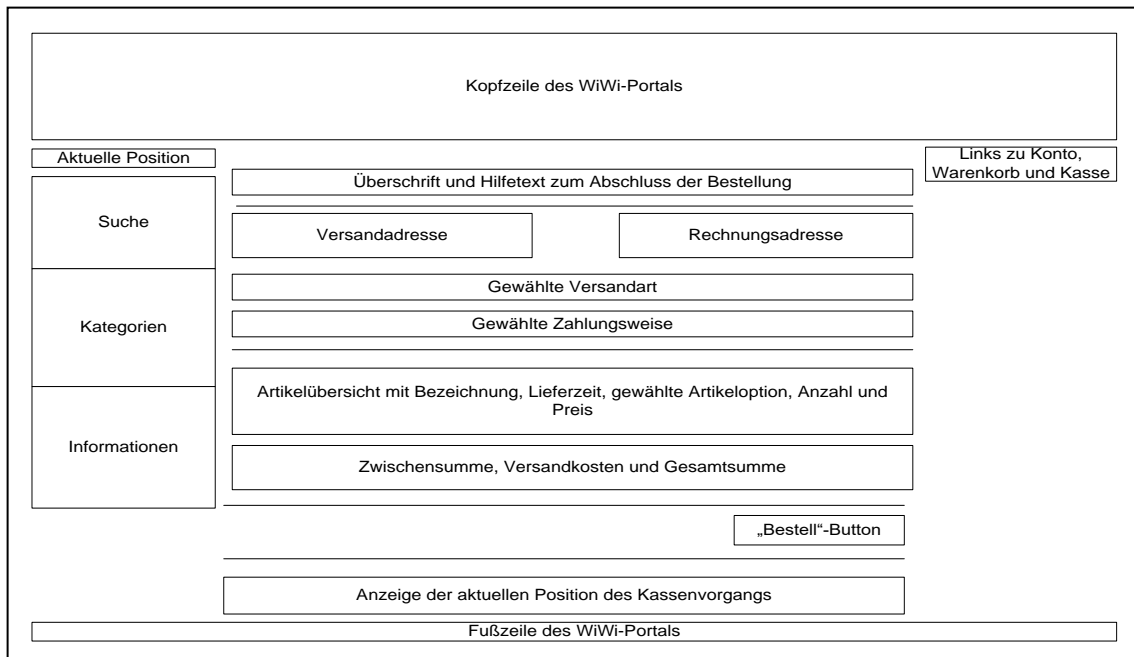 Kopfzeile des WiWi-Portals
Aktuelle Position
Links zu Konto,
Warenkorb und Kasse
Überschrift und Hilfetext zum Abschluss der Bestellung
Suche
Versandadresse
Rechnungsadresse
Gewählte Versandart
Kategorien
Gewählte Zahlungsweise
Artikelübersicht mit Bezeichnung, Lieferzeit, gewählte Artikeloption, Anzahl und
Preis
Informationen
Zwischensumme, Versandkosten und Gesamtsumme
„Bestell“-Button
Anzeige der aktuellen Position des Kassenvorgangs
Fußzeile des WiWi-Portals